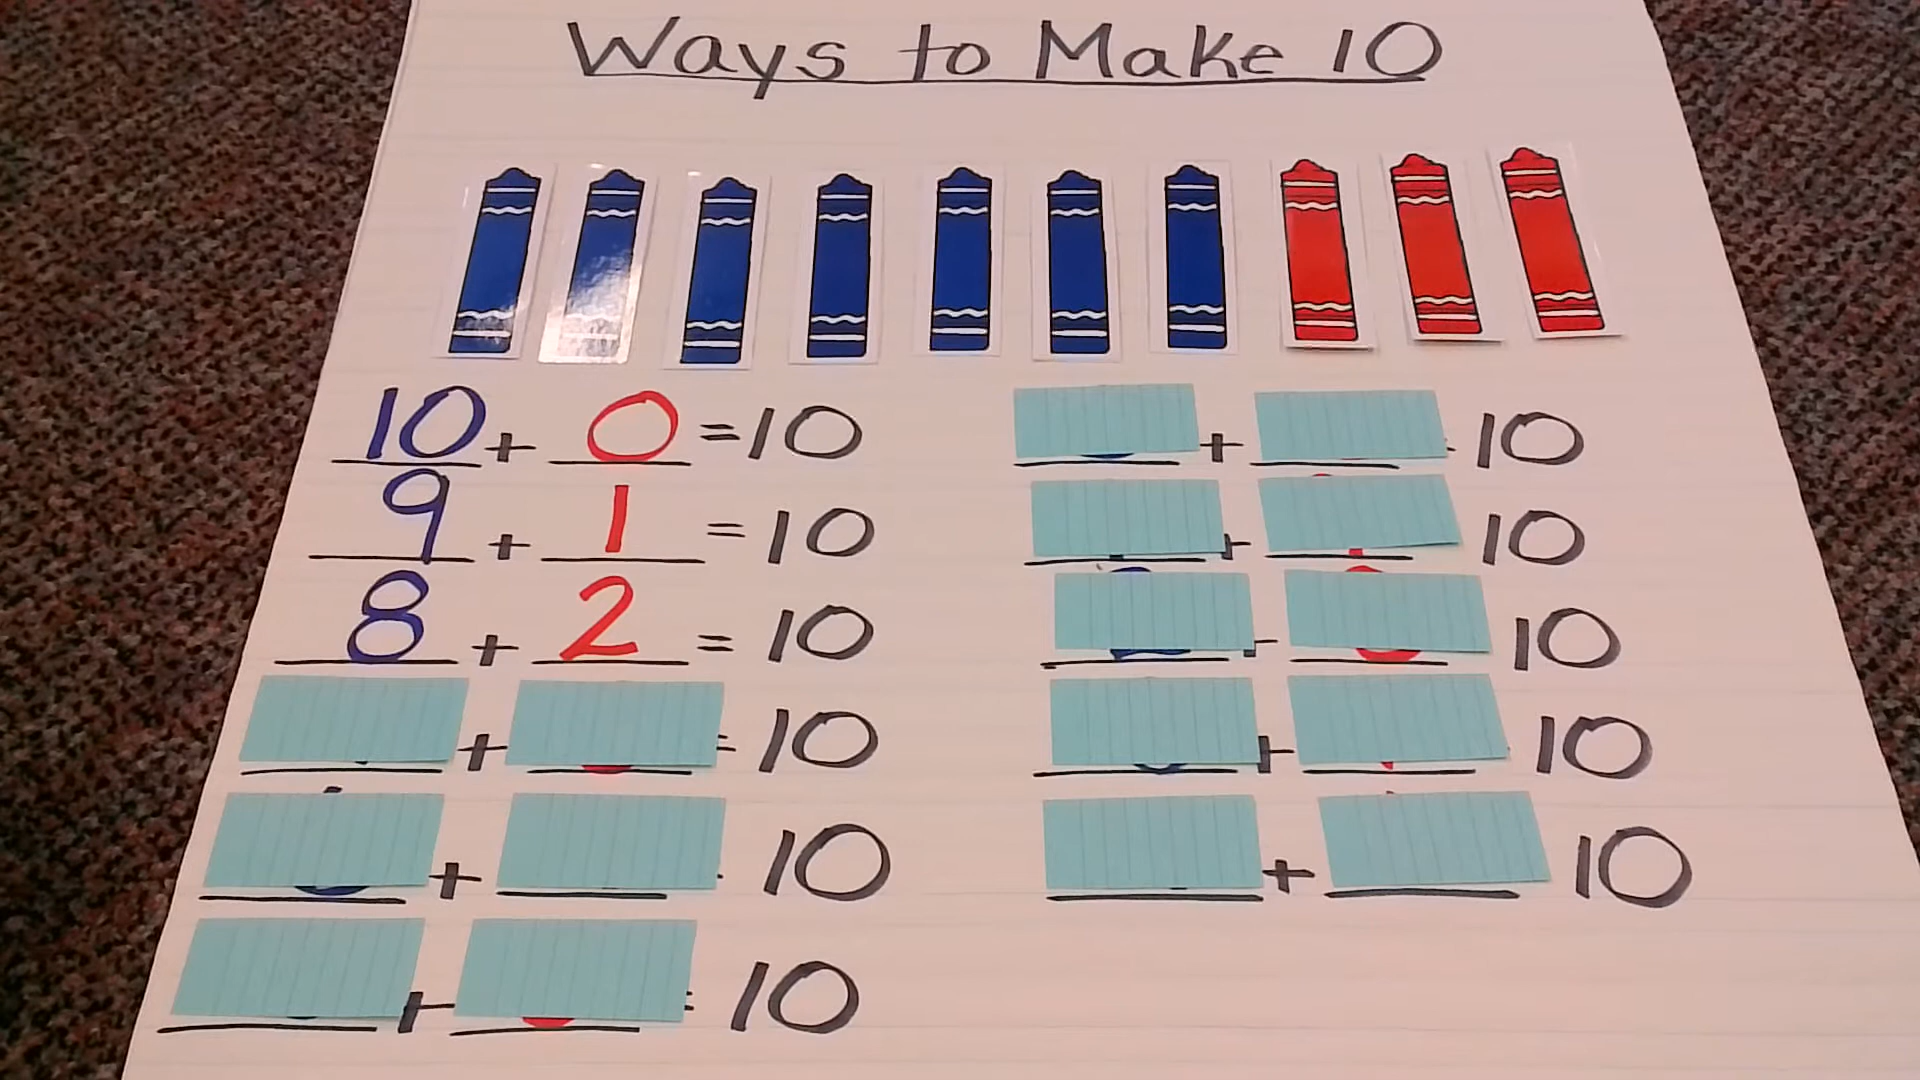 Ways to Make 10
10 + 0 = 10
9 + 1 = 10
8 + 2 = 10
+ = 10
+ 10
+ = 10
+ 10
+ 10
+ 10
+ 10
+ 10